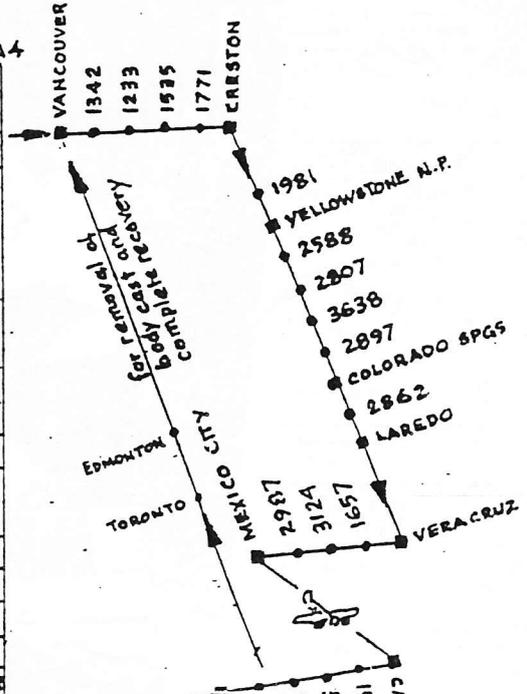 VANCOUVER
1342
1233
1535
1771
CRESTON
1981
YELLOWSTONE N.P.
2588
2807
3638
2897
COLORADO SPGS
2862
LAREDO
VERACRUZ
1657
3124
2987
MEXICO CITY
TORONTO
EDMONTON
for removal of
body cast and
complete recovery